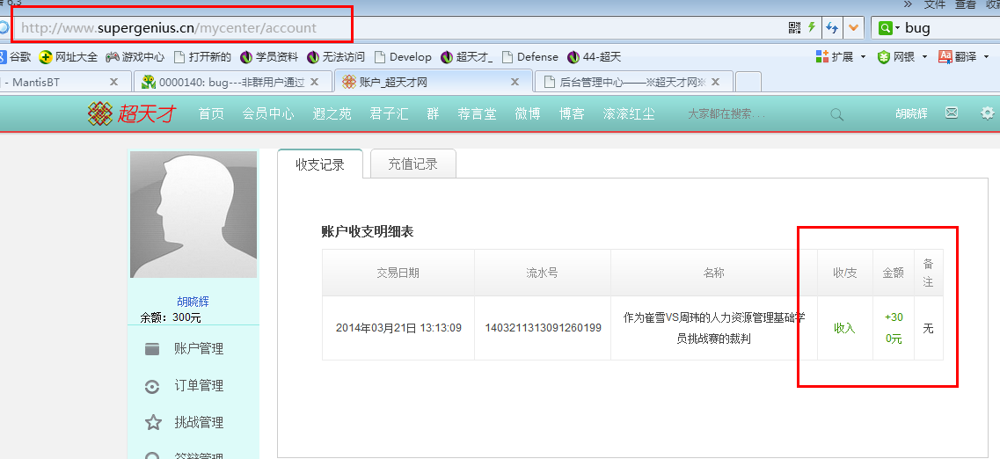 6.3
» 文件 查看
http://www.supergenius.cn/mycenter/account
bug
谷歌 网址大全 游戏中心 打开新的 学员资料 无法访问 Develop 超天才_ Defense 44-超天 扩展 网银 翻译
- MantisBT
0000140: bug---非群用户通过
账户_超天才网
后台管理中心——※超天才网※
超天才 首页 会员中心 遐之苑 君子汇 群 荐言堂 微博 博客 滚滚红尘 大家都在搜索. . . 胡晓辉
胡晓辉
余额：300元
账户管理
订单管理
挑战管理
答辩管理
收支记录 充值记录
账户收支明细表
交易日期 流水号 名称 收/支 金额 备
注
2014年03月21日 13:13:09 1403211313091260199 作为崔雪VS周玮的人力资源管理基础学
员挑战赛的裁判 收入 +30
0元 无